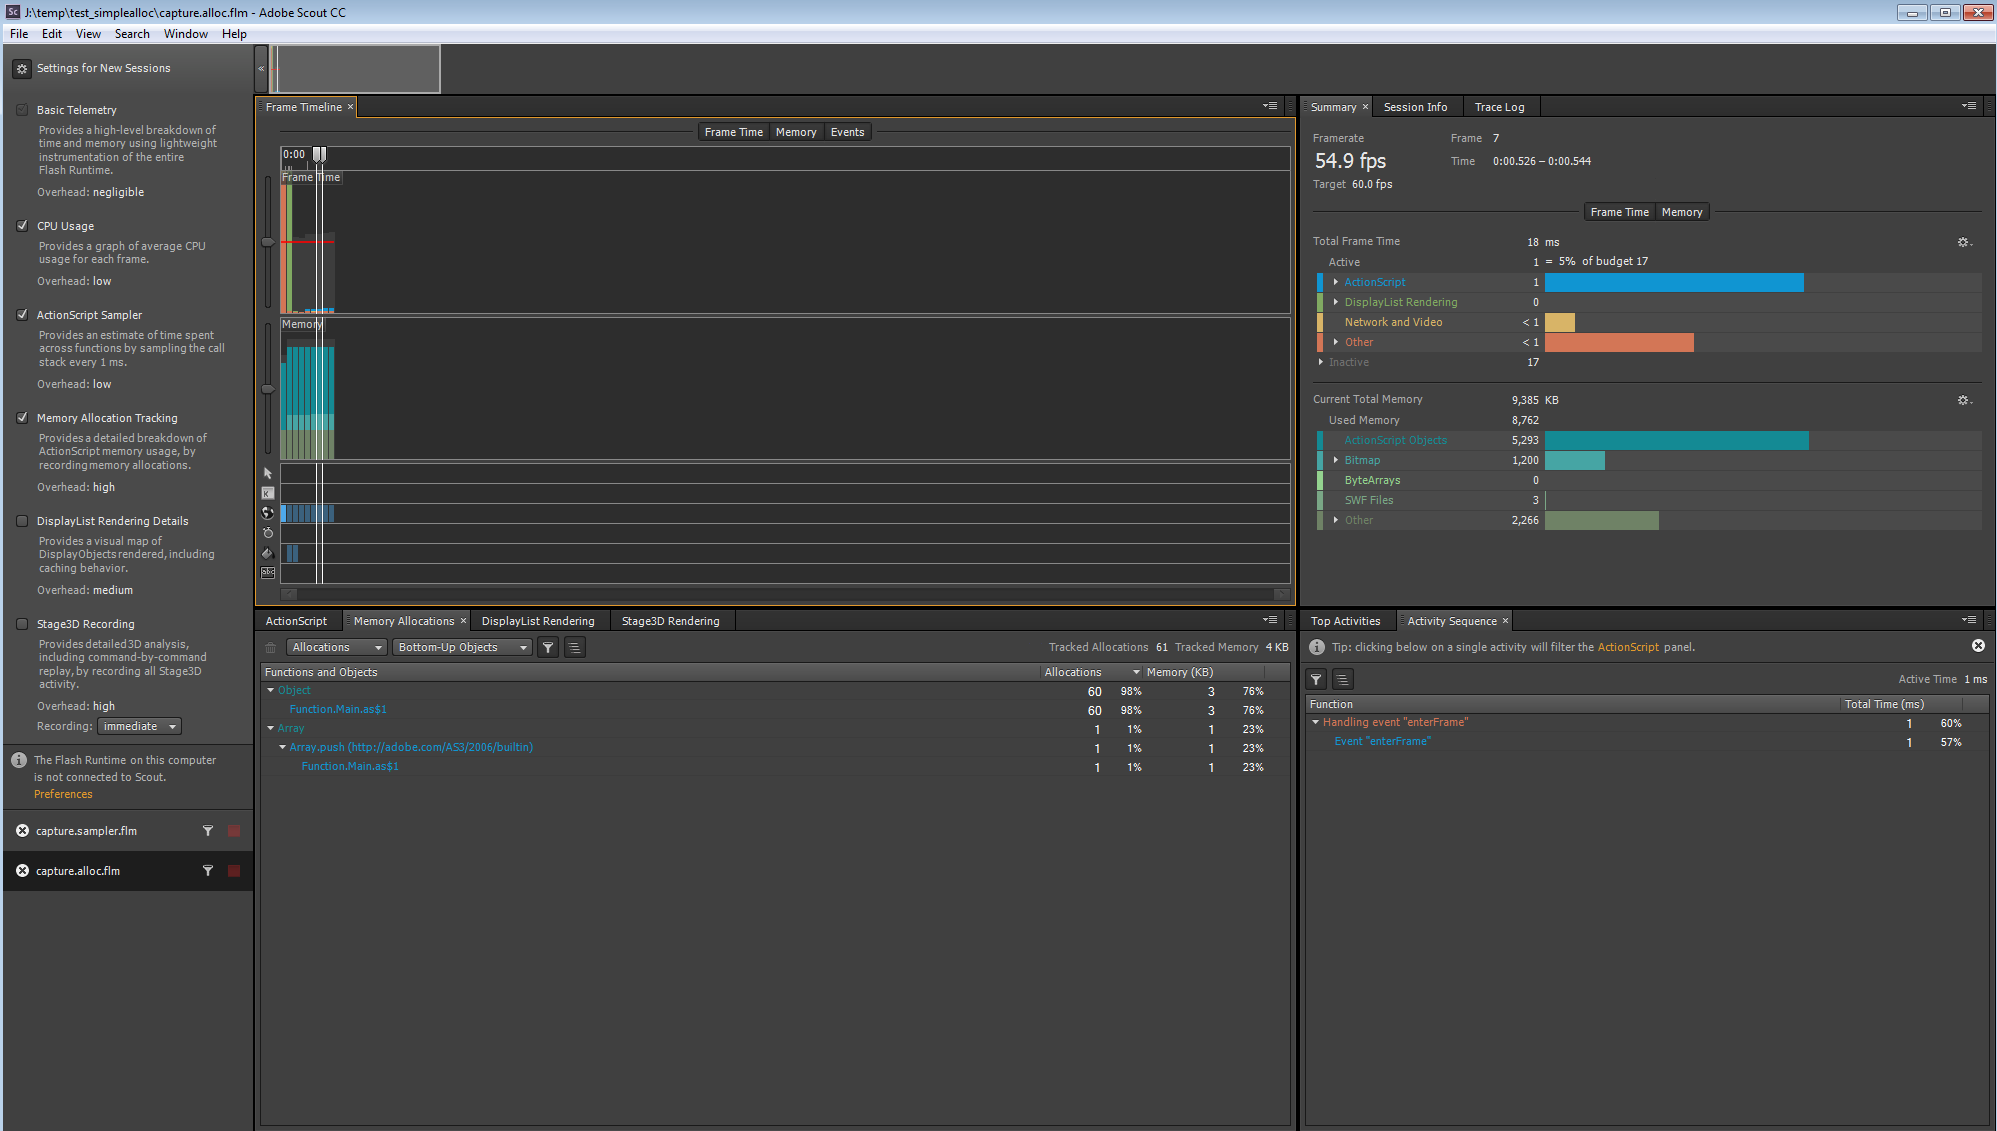 Sc J:\temp\test_simplealloc\capture.alloc.flm - Adobe Scout CC
File Edit View Search Window Help
Settings for New Sessions
Basic Telemetry
Provides a high-level breakdown of
time and memory using lightweight
instrumentation of the entire
Flash Runtime.
Overhead: negligible
CPU Usage
Provides a graph of average CPU
usage for each frame.
Overhead: low
ActionScript Sampler
Provides an estimate of time spent
across functions by sampling the call
stack every 1 ms.
Overhead: low
Memory Allocation Tracking
Provides a detailed breakdown of
ActionScript memory usage, by
recording memory allocations.
Overhead: high
DisplayList Rendering Details
Provides a visual map of
DisplayObjects rendered, including
caching behavior.
Overhead: medium
Stage3D Recording
Provides detailed 3D analysis,
including command-by-command
replay, by recording all Stage3D
activity.
Overhead: high
Recording: immediate
The Flash Runtime on this computer
is not connected to Scout.
Preferences
capture.sampler.flm
capture.alloc.flm
«
Frame Timeline ×
Frame Time Memory Events
0:00
Frame Time
Memory
K
abc
Summary × Session Info Trace Log
Framerate Frame 7
54.9 fps Time 0:00.526 – 0:00.544
Target 60.0 fps
Frame Time Memory
Total Frame Time 18 ms
Active 1 = 5% of budget 17
ActionScript 1
DisplayList Rendering 0
Network and Video < 1
Other < 1
Inactive 17
Current Total Memory 9,385 KB
Used Memory 8,762
ActionScript Objects 5,293
Bitmap 1,200
ByteArrays 0
SWF Files 3
Other 2,266
ActionScript Memory Allocations × DisplayList Rendering Stage3D Rendering
Allocations Bottom-Up Objects Tracked Allocations 61 Tracked Memory 4 KB
Functions and Objects Allocations Memory (KB)
Object 60 98% 3 76%
Function.Main.as$1 60 98% 3 76%
Array 1 1% 1 23%
Array.push (http://adobe.com/AS3/2006/builtin) 1 1% 1 23%
Function.Main.as$1 1 1% 1 23%
Top Activities Activity Sequence ×
Tip: clicking below on a single activity will filter the ActionScript panel.
Active Time 1 ms
Function Total Time (ms)
Handling event "enterFrame" 1 60%
Event "enterFrame" 1 57%